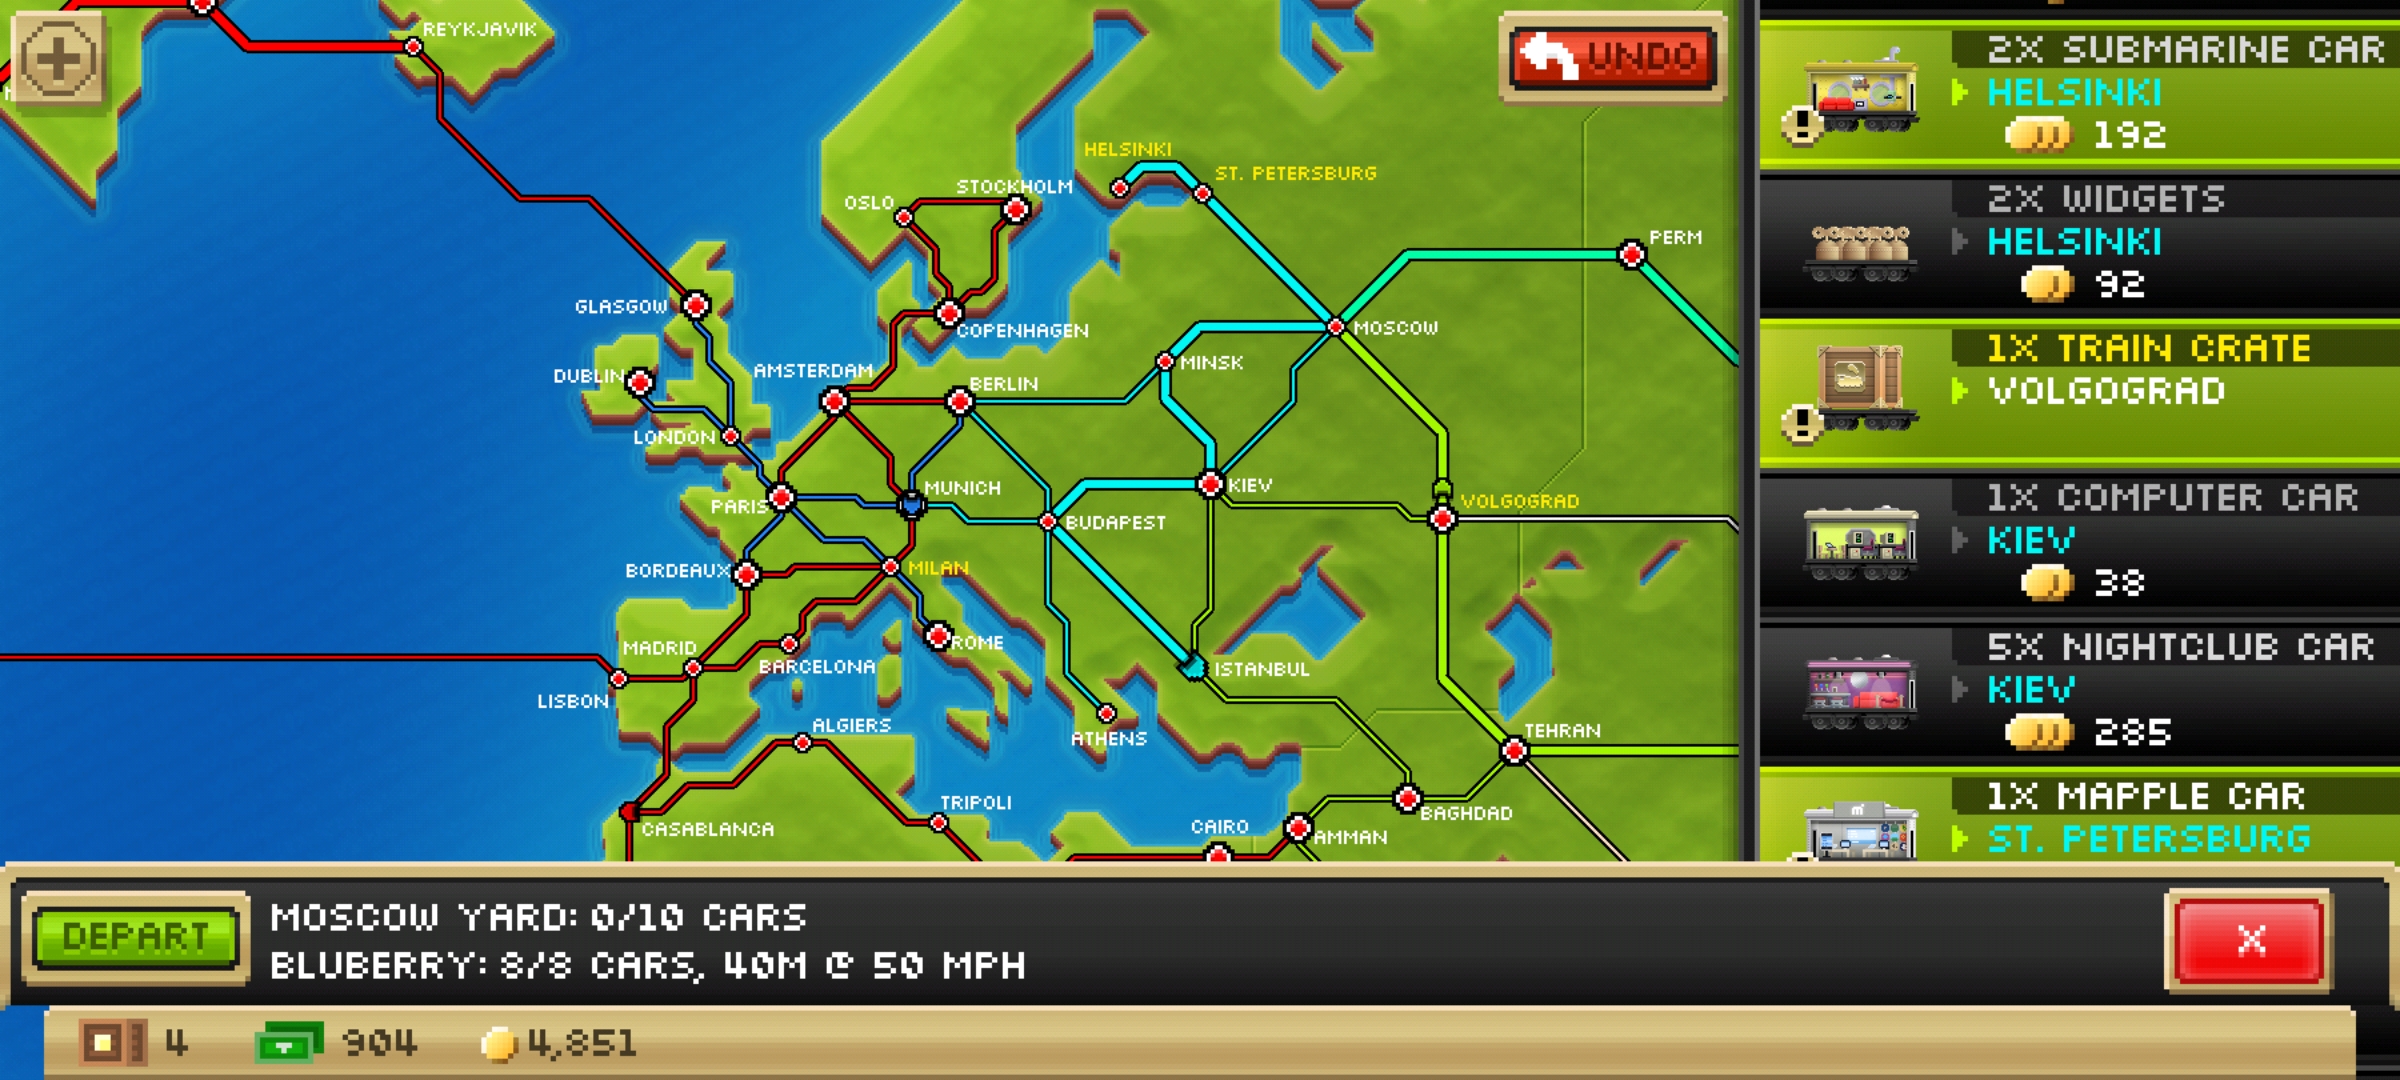 REYKJAVIK
UNDO
HELSINKI
ST. PETERSBURG
STOCKHOLM
OSLO
PERM
GLASGOW
COPENHAGEN
MOSCOW
MINSK
AMSTERDAM
DUBLIN
BERLIN
LONDON
MUNICH
KIEV
VOLGOGRAD
PARIS
BUDAPEST
BORDEAUX
MILAN
MADRID
ROME
BARCELONA
ISTANBUL
LISBON
ALGIERS
ATHENS
TEHRAN
TRIPOLI
CASABLANCA
CAIRO
AMMAN
BAGHDAD
2X SUBMARINE CAR
HELSINKI
192
2X WIDGETS
HELSINKI
92
1X TRAIN CRATE
VOLGOGRAD
1X COMPUTER CAR
KIEV
38
5X NIGHTCLUB CAR
KIEV
285
1X MAPPLE CAR
ST. PETERSBURG
DEPART
MOSCOW YARD: 0/10 CARS
BLUBERRY: 8/8 CARS, 40M @ 50 MPH
X
4
904
4,851